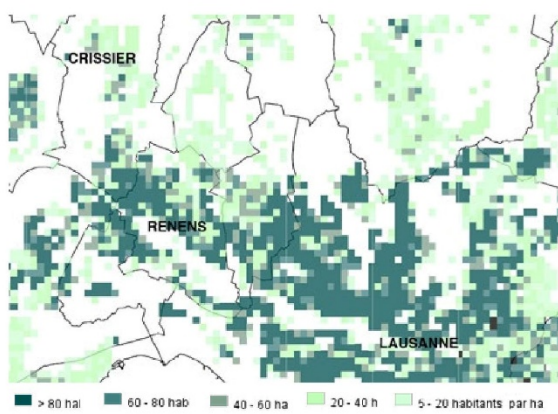 CRISSIER
RENENS
LAUSANNE
> 80 hal 60 - 80 hab 40 - 60 ha 20 - 40 h 5 - 20 habitants par ha